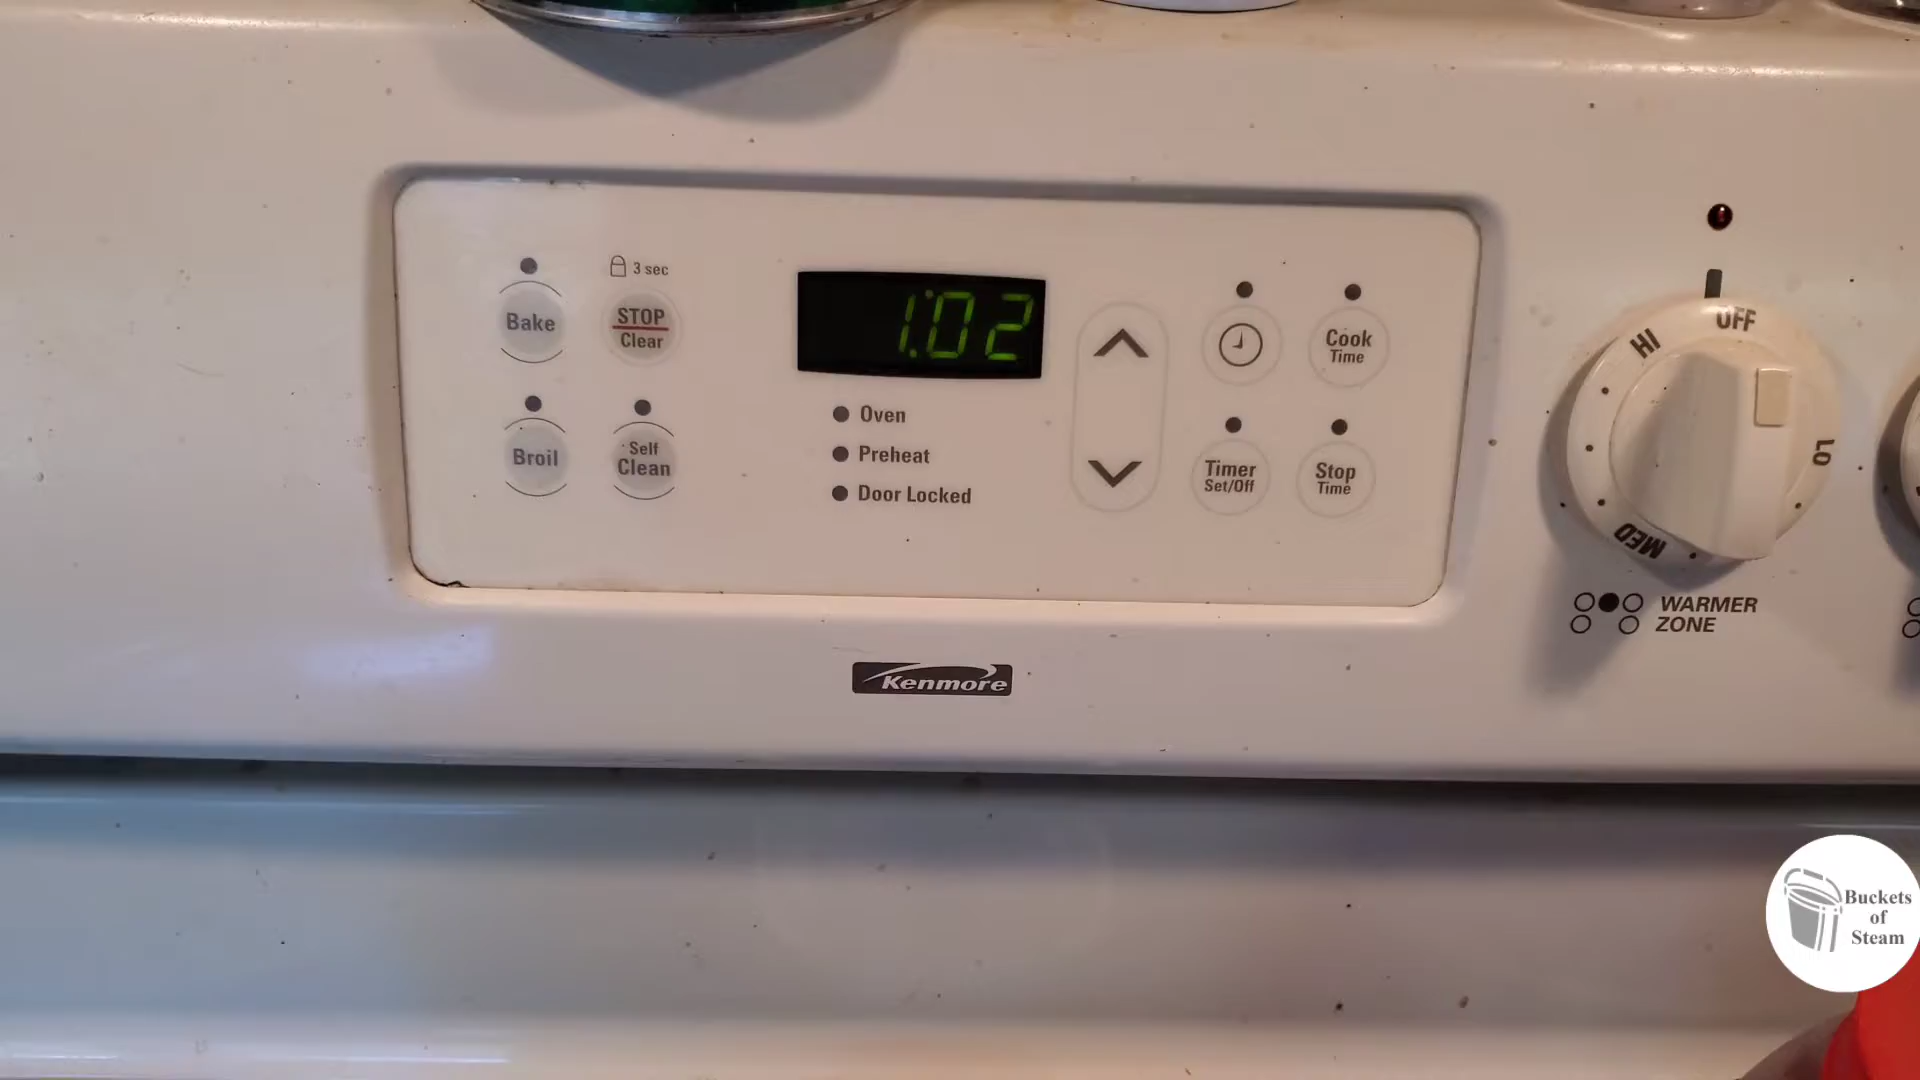 3 sec
Bake
STOP
Clear
1:02
Cook
Time
Oven
Preheat
Door Locked
Broil
Self
Clean
Timer
Set/Off
Stop
Time
OFF
HI
LO
MED
WARMER
ZONE
Kenmore
Buckets
of
Steam